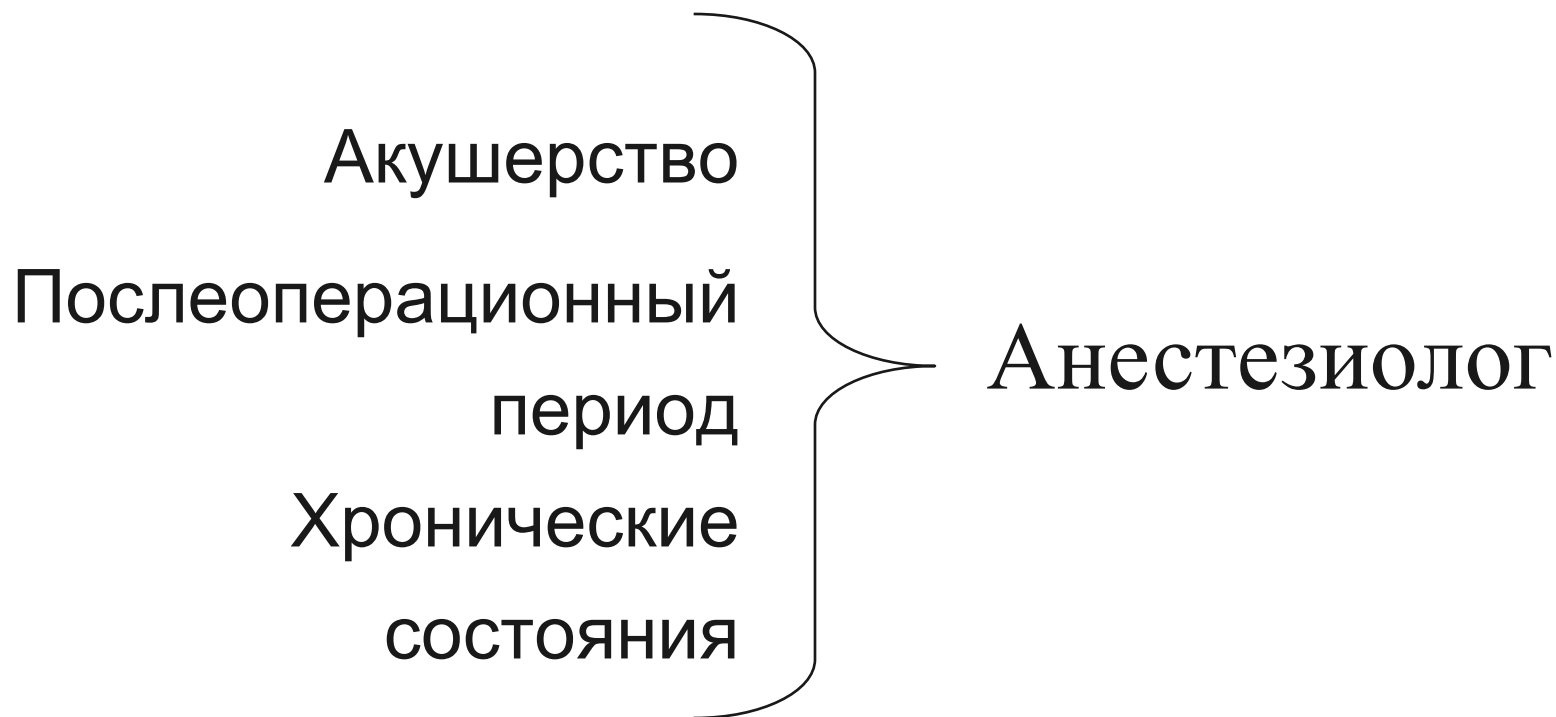 Акушерство
Послеоперационный
период
Хронические
состояния
Анестезиолог